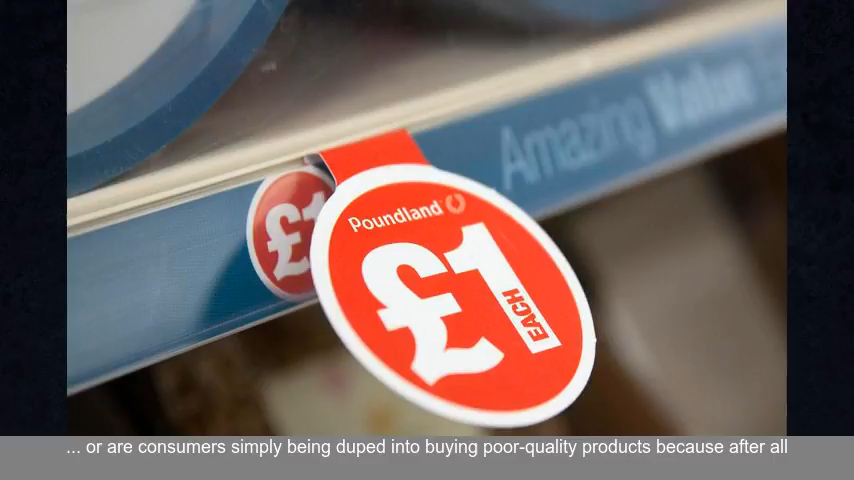 Amazing Value
£1
Poundland
£1
EACH
... or are consumers simply being duped into buying poor-quality products because after all